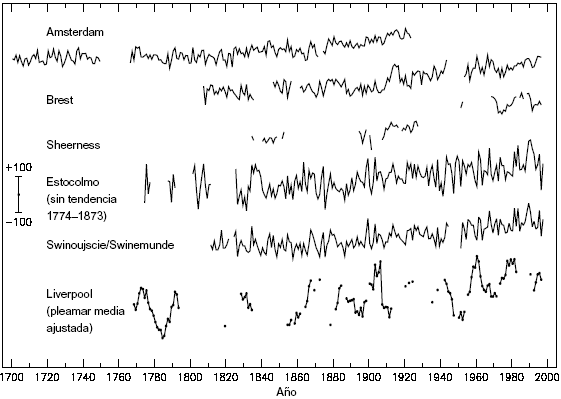 Amsterdam
Brest
Sheerness
+100
−100
Estocolmo
(sin tendencia
1774–1873)
Swinoujscie/Swinemunde
Liverpool
(pleamar media
ajustada)
1700 1720 1740 1760 1780 1800 1820 1840 1860 1880 1900 1920 1940 1960 1980 2000
Año